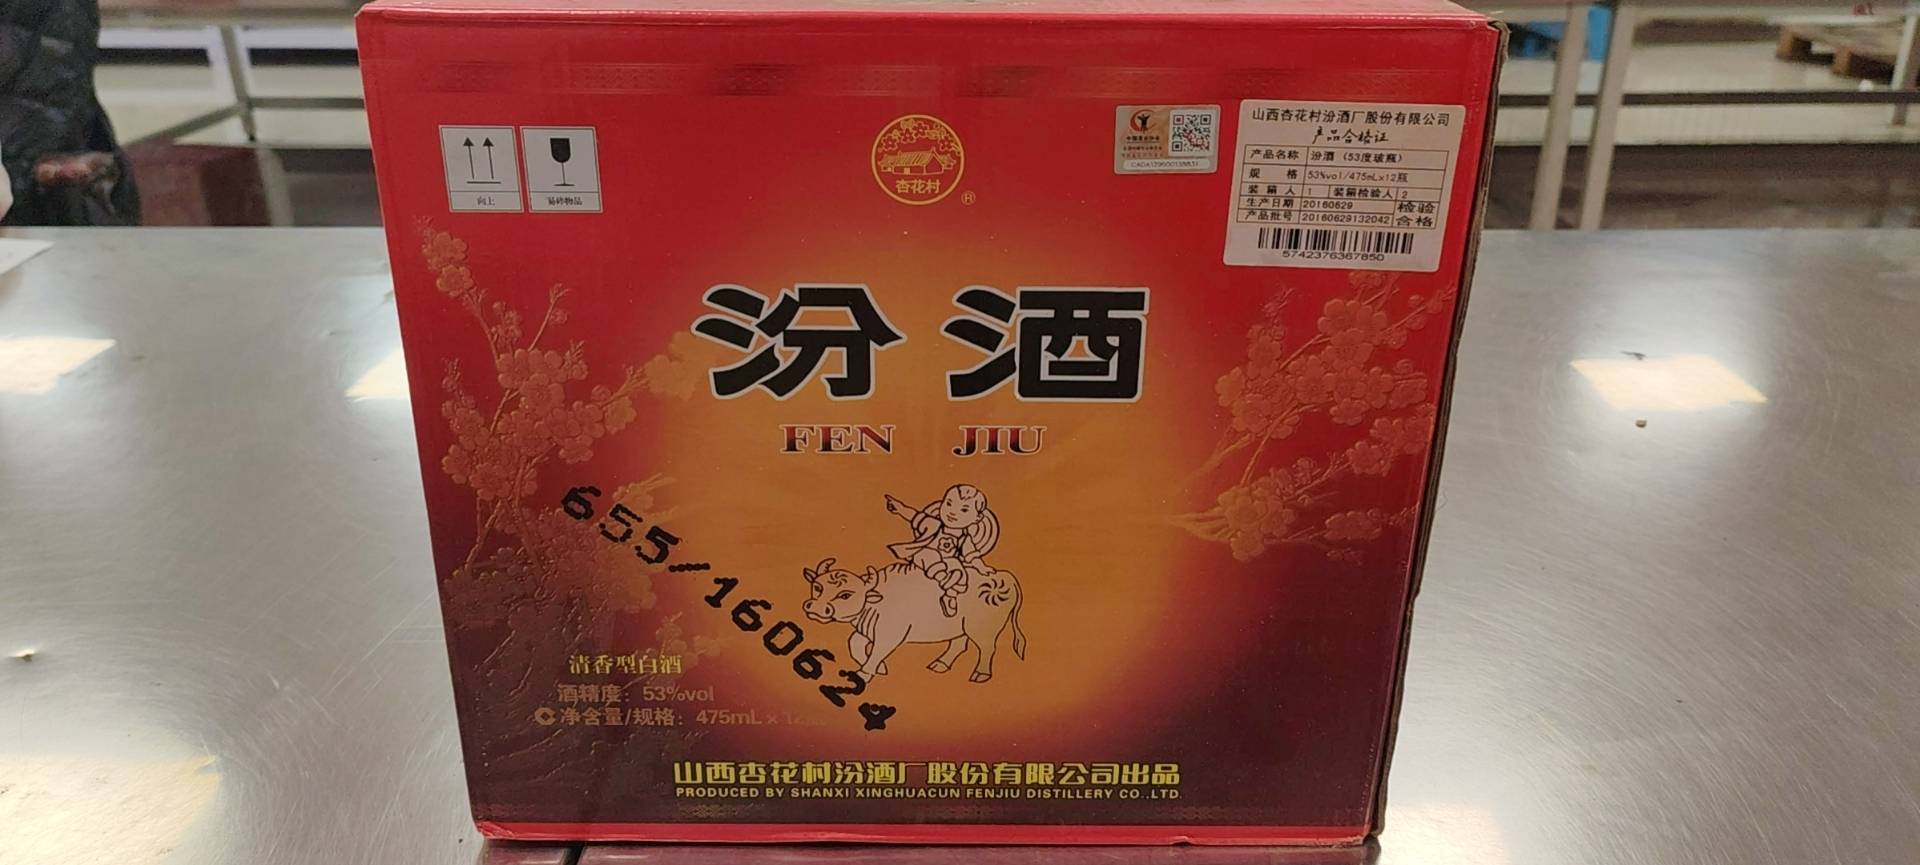 向上
易碎物品
杏花村
®
山西杏花村汾酒厂股份有限公司
产品合格证
产品名称 汾酒（53度玻瓶）
规格 53%vol/475mL×12瓶
装箱人 1 装箱检验人 2
生产日期 20160629 检验
产品批号 20160629132042 合格
5742376367850
汾酒
FEN JIU
655/160624
清香型白酒
酒精度：53%vol
净含量/规格：475mL×12
山西杏花村汾酒厂股份有限公司出品
PRODUCED BY SHANXI XINGHUACUN FENJIU DISTILLERY CO.,LTD.